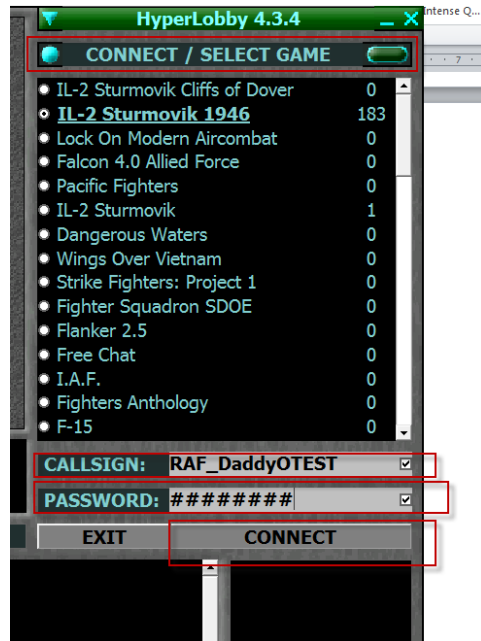 HyperLobby 4.3.4
ntense Q...
CONNECT / SELECT GAME
7
IL-2 Sturmovik Cliffs of Dover 0
IL-2 Sturmovik 1946 183
Lock On Modern Aircombat 0
Falcon 4.0 Allied Force 0
Pacific Fighters 0
IL-2 Sturmovik 1
Dangerous Waters 0
Wings Over Vietnam 0
Strike Fighters: Project 1 0
Fighter Squadron SDOE 0
Flanker 2.5 0
Free Chat 0
I.A.F. 0
Fighters Anthology 0
F-15 0
CALLSIGN: RAF_DaddyOTEST
PASSWORD: ########
EXIT CONNECT